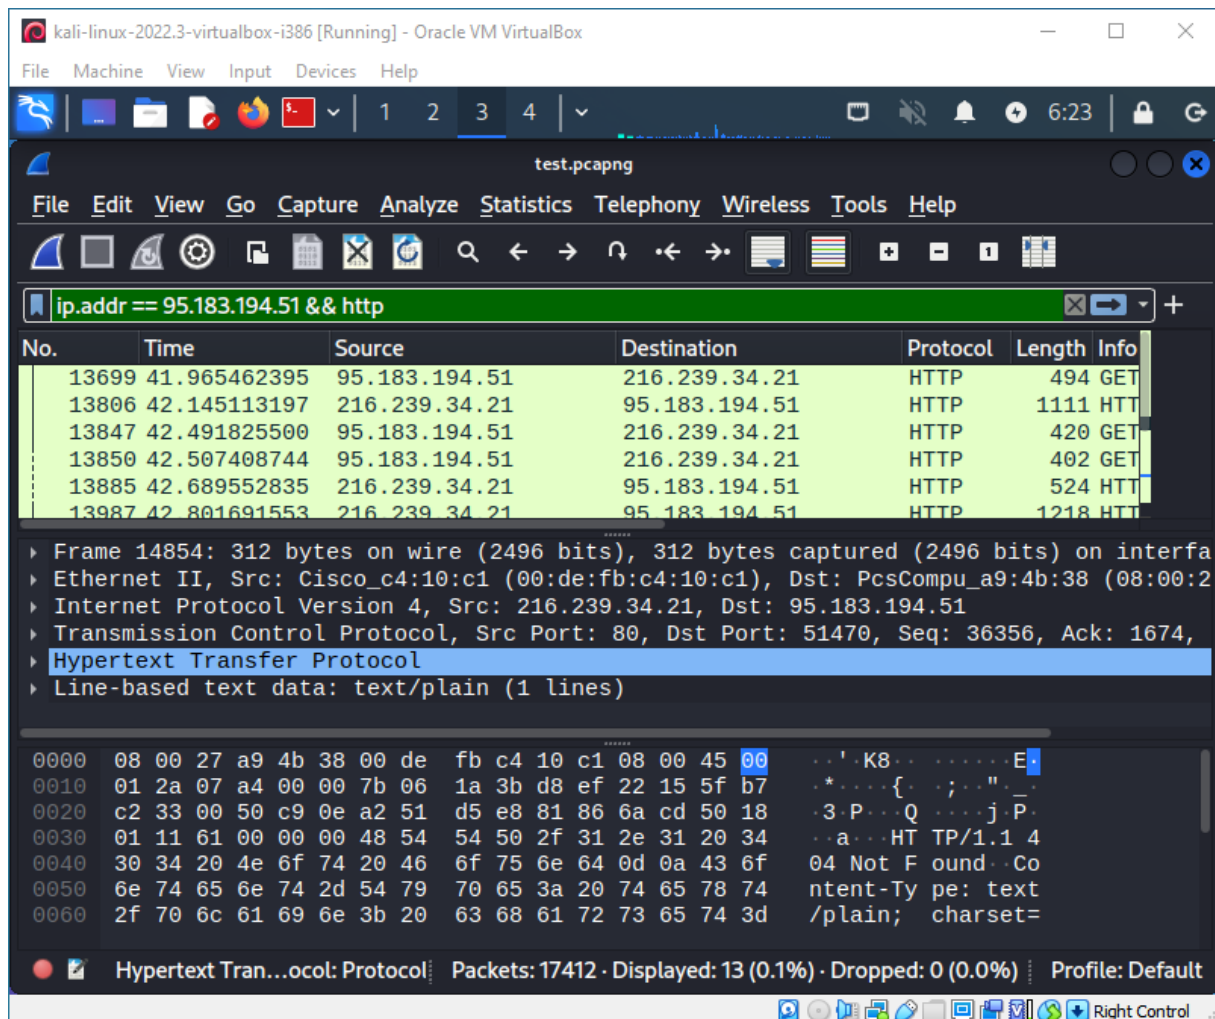 kali-linux-2022.3-virtualbox-i386 [Running] - Oracle VM VirtualBox
File Machine View Input Devices Help
1 2 3 4 6:23
test.pcapng
File Edit View Go Capture Analyze Statistics Telephony Wireless Tools Help
ip.addr == 95.183.194.51 && http
No. Time Source Destination Protocol Length Info
13699 41.965462395 95.183.194.51 216.239.34.21 HTTP 494 GET
13806 42.145113197 216.239.34.21 95.183.194.51 HTTP 1111 HTT
13847 42.491825500 95.183.194.51 216.239.34.21 HTTP 420 GET
13850 42.507408744 95.183.194.51 216.239.34.21 HTTP 402 GET
13885 42.689552835 216.239.34.21 95.183.194.51 HTTP 524 HTT
13987 42.801691553 216.239.34.21 95.183.194.51 HTTP 1218 HTT
Frame 14854: 312 bytes on wire (2496 bits), 312 bytes captured (2496 bits) on interfa
Ethernet II, Src: Cisco_c4:10:c1 (00:de:fb:c4:10:c1), Dst: PcsCompu_a9:4b:38 (08:00:2
Internet Protocol Version 4, Src: 216.239.34.21, Dst: 95.183.194.51
Transmission Control Protocol, Src Port: 80, Dst Port: 51470, Seq: 36356, Ack: 1674,
Hypertext Transfer Protocol
Line-based text data: text/plain (1 lines)
0000 08 00 27 a9 4b 38 00 de fb c4 10 c1 08 00 45 00 ··'·K8·· ······E·
0010 01 2a 07 a4 00 00 7b 06 1a 3b d8 ef 22 15 5f b7 ·*····{· ·;··"·_·
0020 c2 33 00 50 c9 0e a2 51 d5 e8 81 86 6a cd 50 18 ·3·P···Q ····j·P·
0030 01 11 61 00 00 00 48 54 54 50 2f 31 2e 31 20 34 ··a···HT TP/1.1 4
0040 30 34 20 4e 6f 74 20 46 6f 75 6e 64 0d 0a 43 6f 04 Not F ound··Co
0050 6e 74 65 6e 74 2d 54 79 70 65 3a 20 74 65 78 74 ntent-Ty pe: text
0060 2f 70 6c 61 69 6e 3b 20 63 68 61 72 73 65 74 3d /plain; charset=
Hypertext Tran…ocol: Protocol Packets: 17412 · Displayed: 13 (0.1%) · Dropped: 0 (0.0%) Profile: Default
Right Control